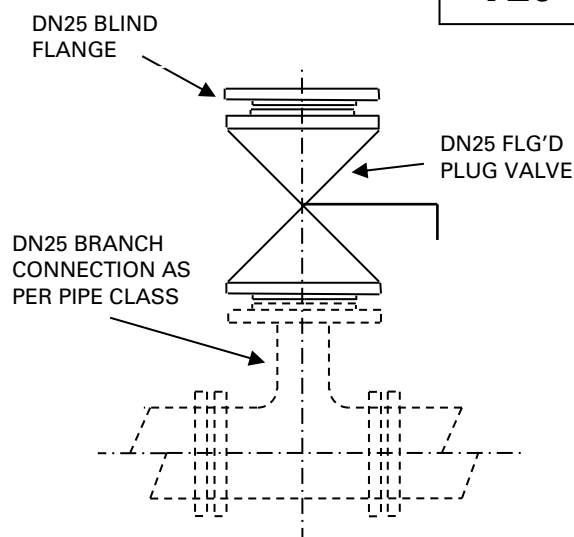 DN25 BLIND
FLANGE
DN25 FLG'D
PLUG VALVE
DN25 BRANCH
CONNECTION AS
PER PIPE CLASS